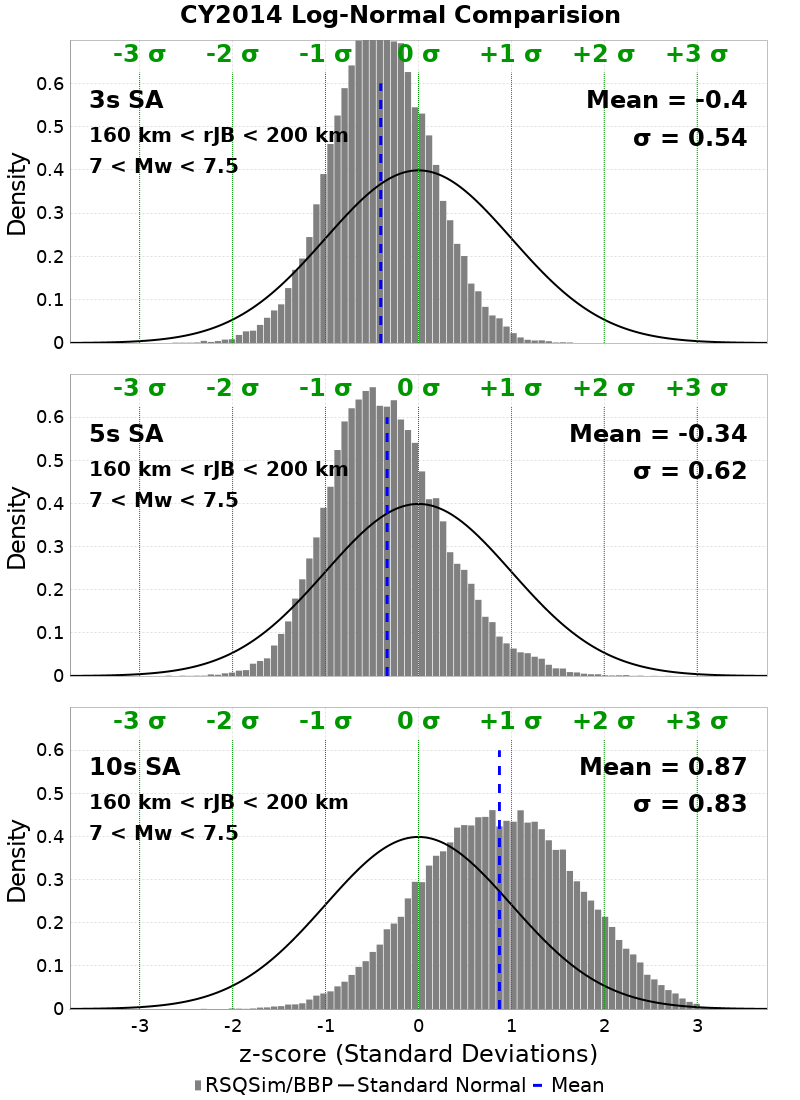 CY2014 Log-Normal Comparision
-3 σ -2 σ -1 σ 0 σ +1 σ +2 σ +3 σ
3s SA
160 km < rJB < 200 km
7 < Mw < 7.5
Mean = -0.4
σ = 0.54
Density
0.6
0.5
0.4
0.3
0.2
0.1
0
-3 σ -2 σ -1 σ 0 σ +1 σ +2 σ +3 σ
5s SA
160 km < rJB < 200 km
7 < Mw < 7.5
Mean = -0.34
σ = 0.62
Density
0.6
0.5
0.4
0.3
0.2
0.1
0
-3 σ -2 σ -1 σ 0 σ +1 σ +2 σ +3 σ
10s SA
160 km < rJB < 200 km
7 < Mw < 7.5
Mean = 0.87
σ = 0.83
Density
0.6
0.5
0.4
0.3
0.2
0.1
0
-3 -2 -1 0 1 2 3
z-score (Standard Deviations)
RSQSim/BBP Standard Normal Mean